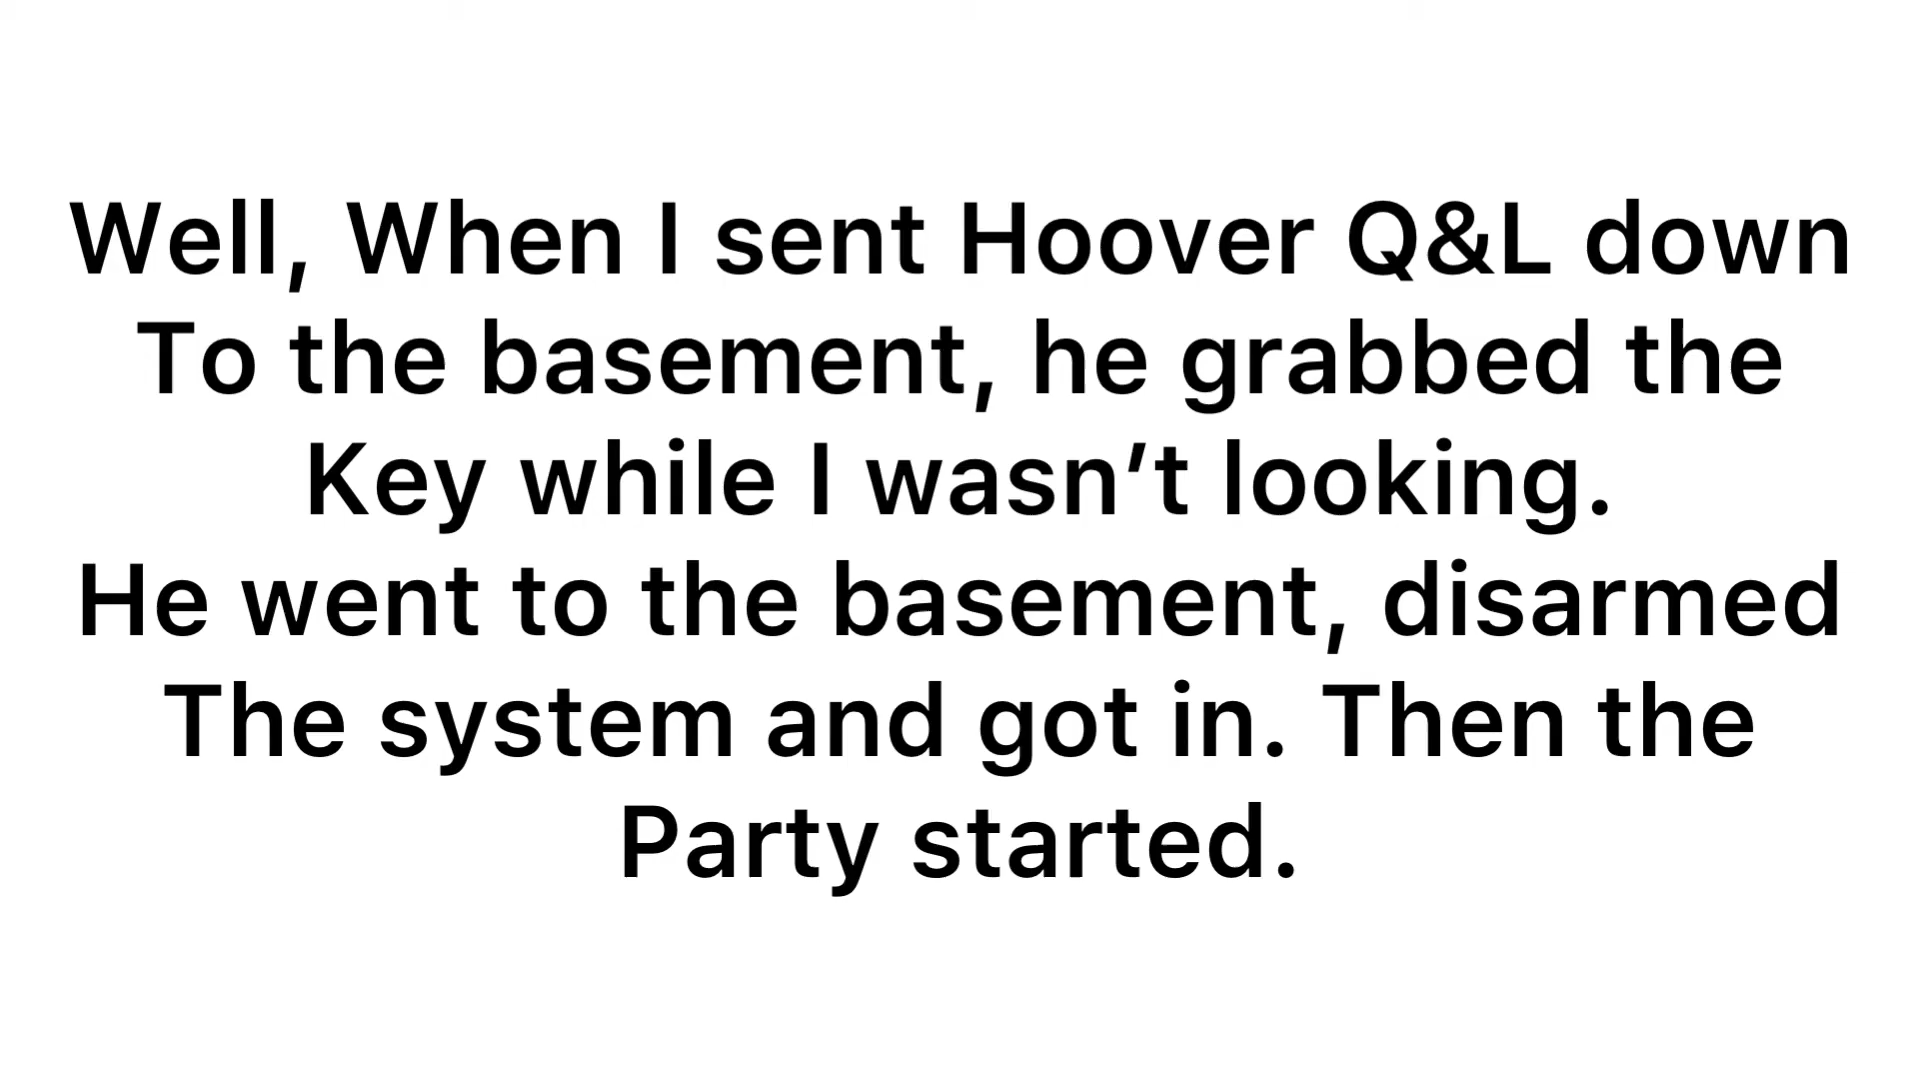 Well, When I sent Hoover Q&L down
To the basement, he grabbed the
Key while I wasn’t looking.
He went to the basement, disarmed
The system and got in. Then the
Party started.